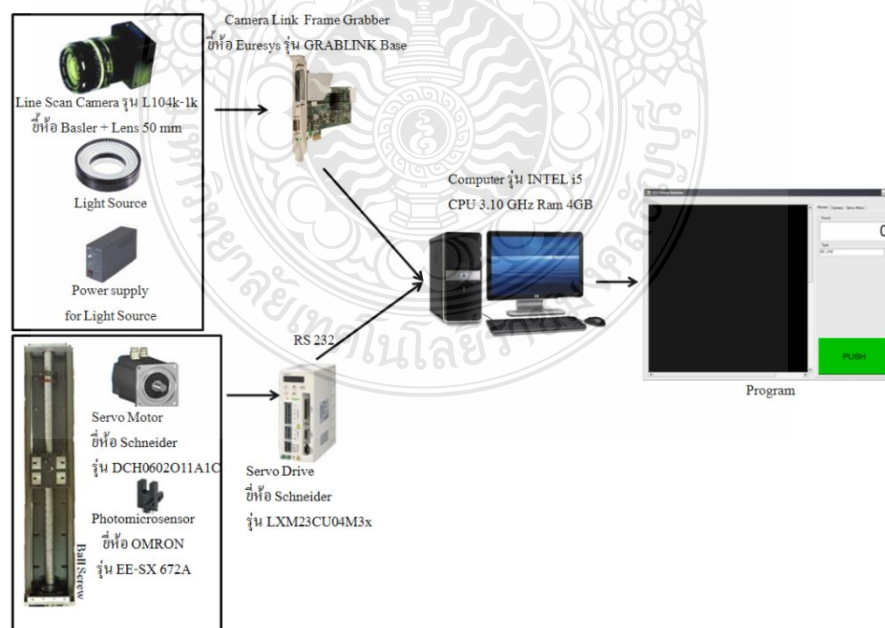 Camera Link Frame Grabber
ยี่ห้อ Euresys รุ่น GRABLINK Base
Line Scan Camera รุ่น L104k-1k
ยี่ห้อ Basler + Lens 50 mm
Light Source
Power supply
for Light Source
Computer รุ่น INTEL i5
CPU 3.10 GHz Ram 4GB
PUSH
Program
RS 232
Servo Motor
ยี่ห้อ Schneider
รุ่น DCH0602O11A1C
Photomicrosensor
ยี่ห้อ OMRON
รุ่น EE-SX 672A
Ball Screw
Servo Drive
ยี่ห้อ Schneider
รุ่น LXM23CU04M3x